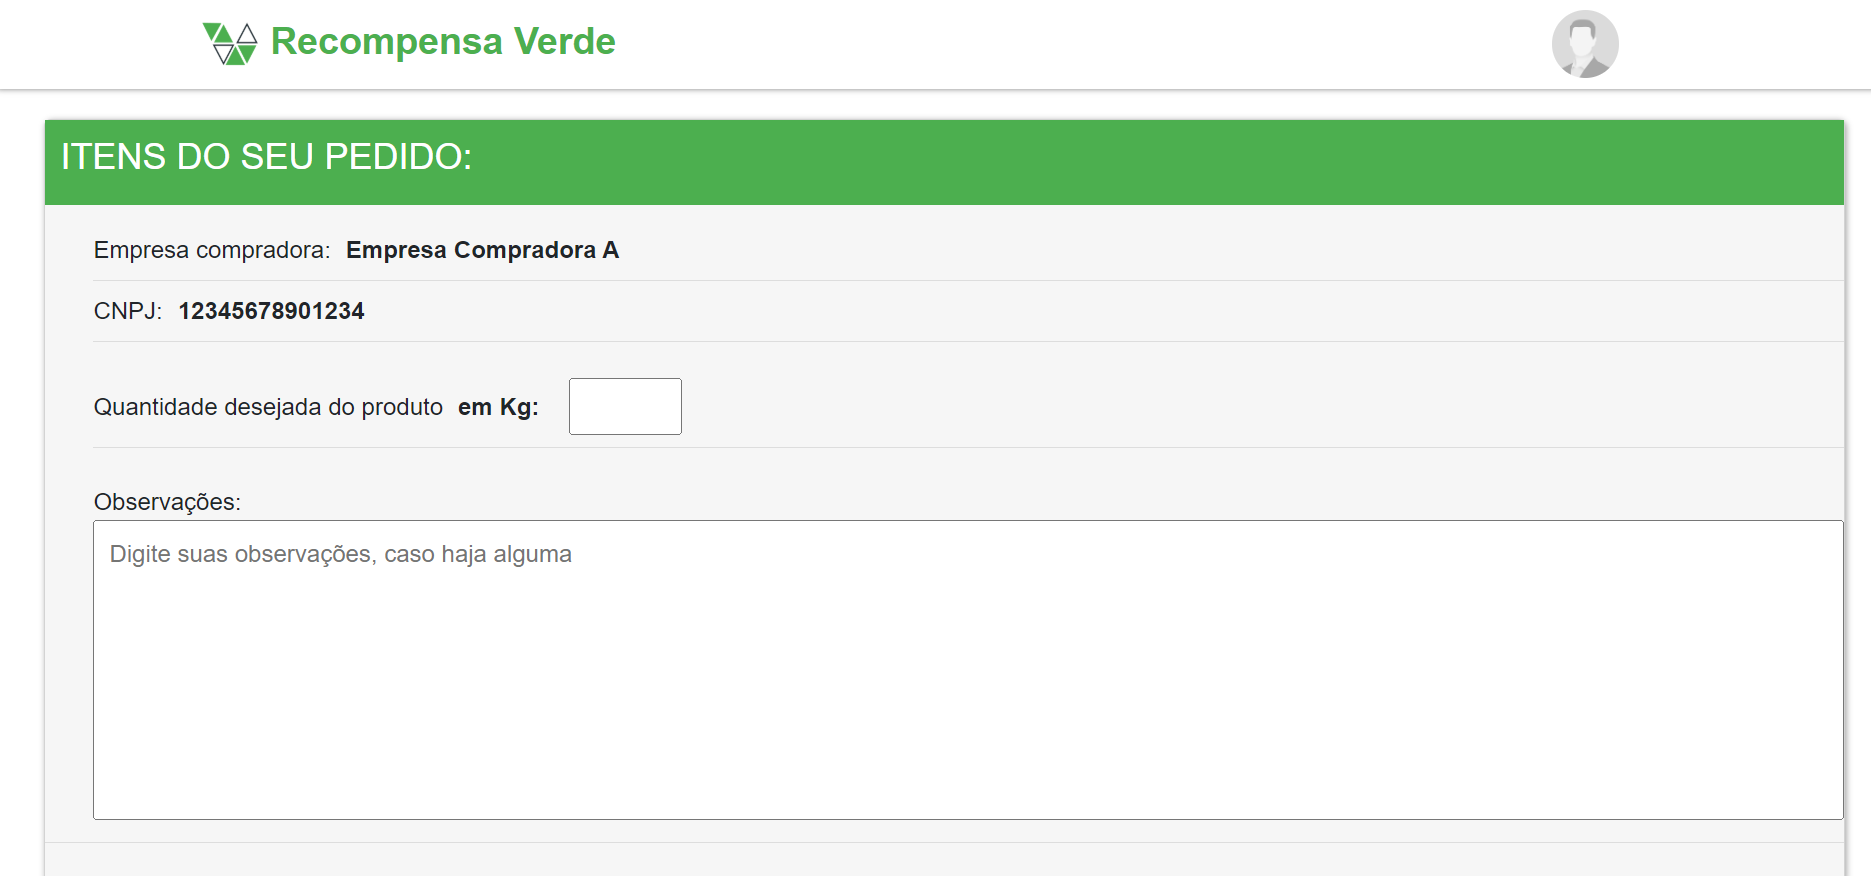 Recompensa Verde
ITENS DO SEU PEDIDO:
Empresa compradora: Empresa Compradora A
CNPJ: 12345678901234
Quantidade desejada do produto em Kg:
Observações:
Digite suas observações, caso haja alguma